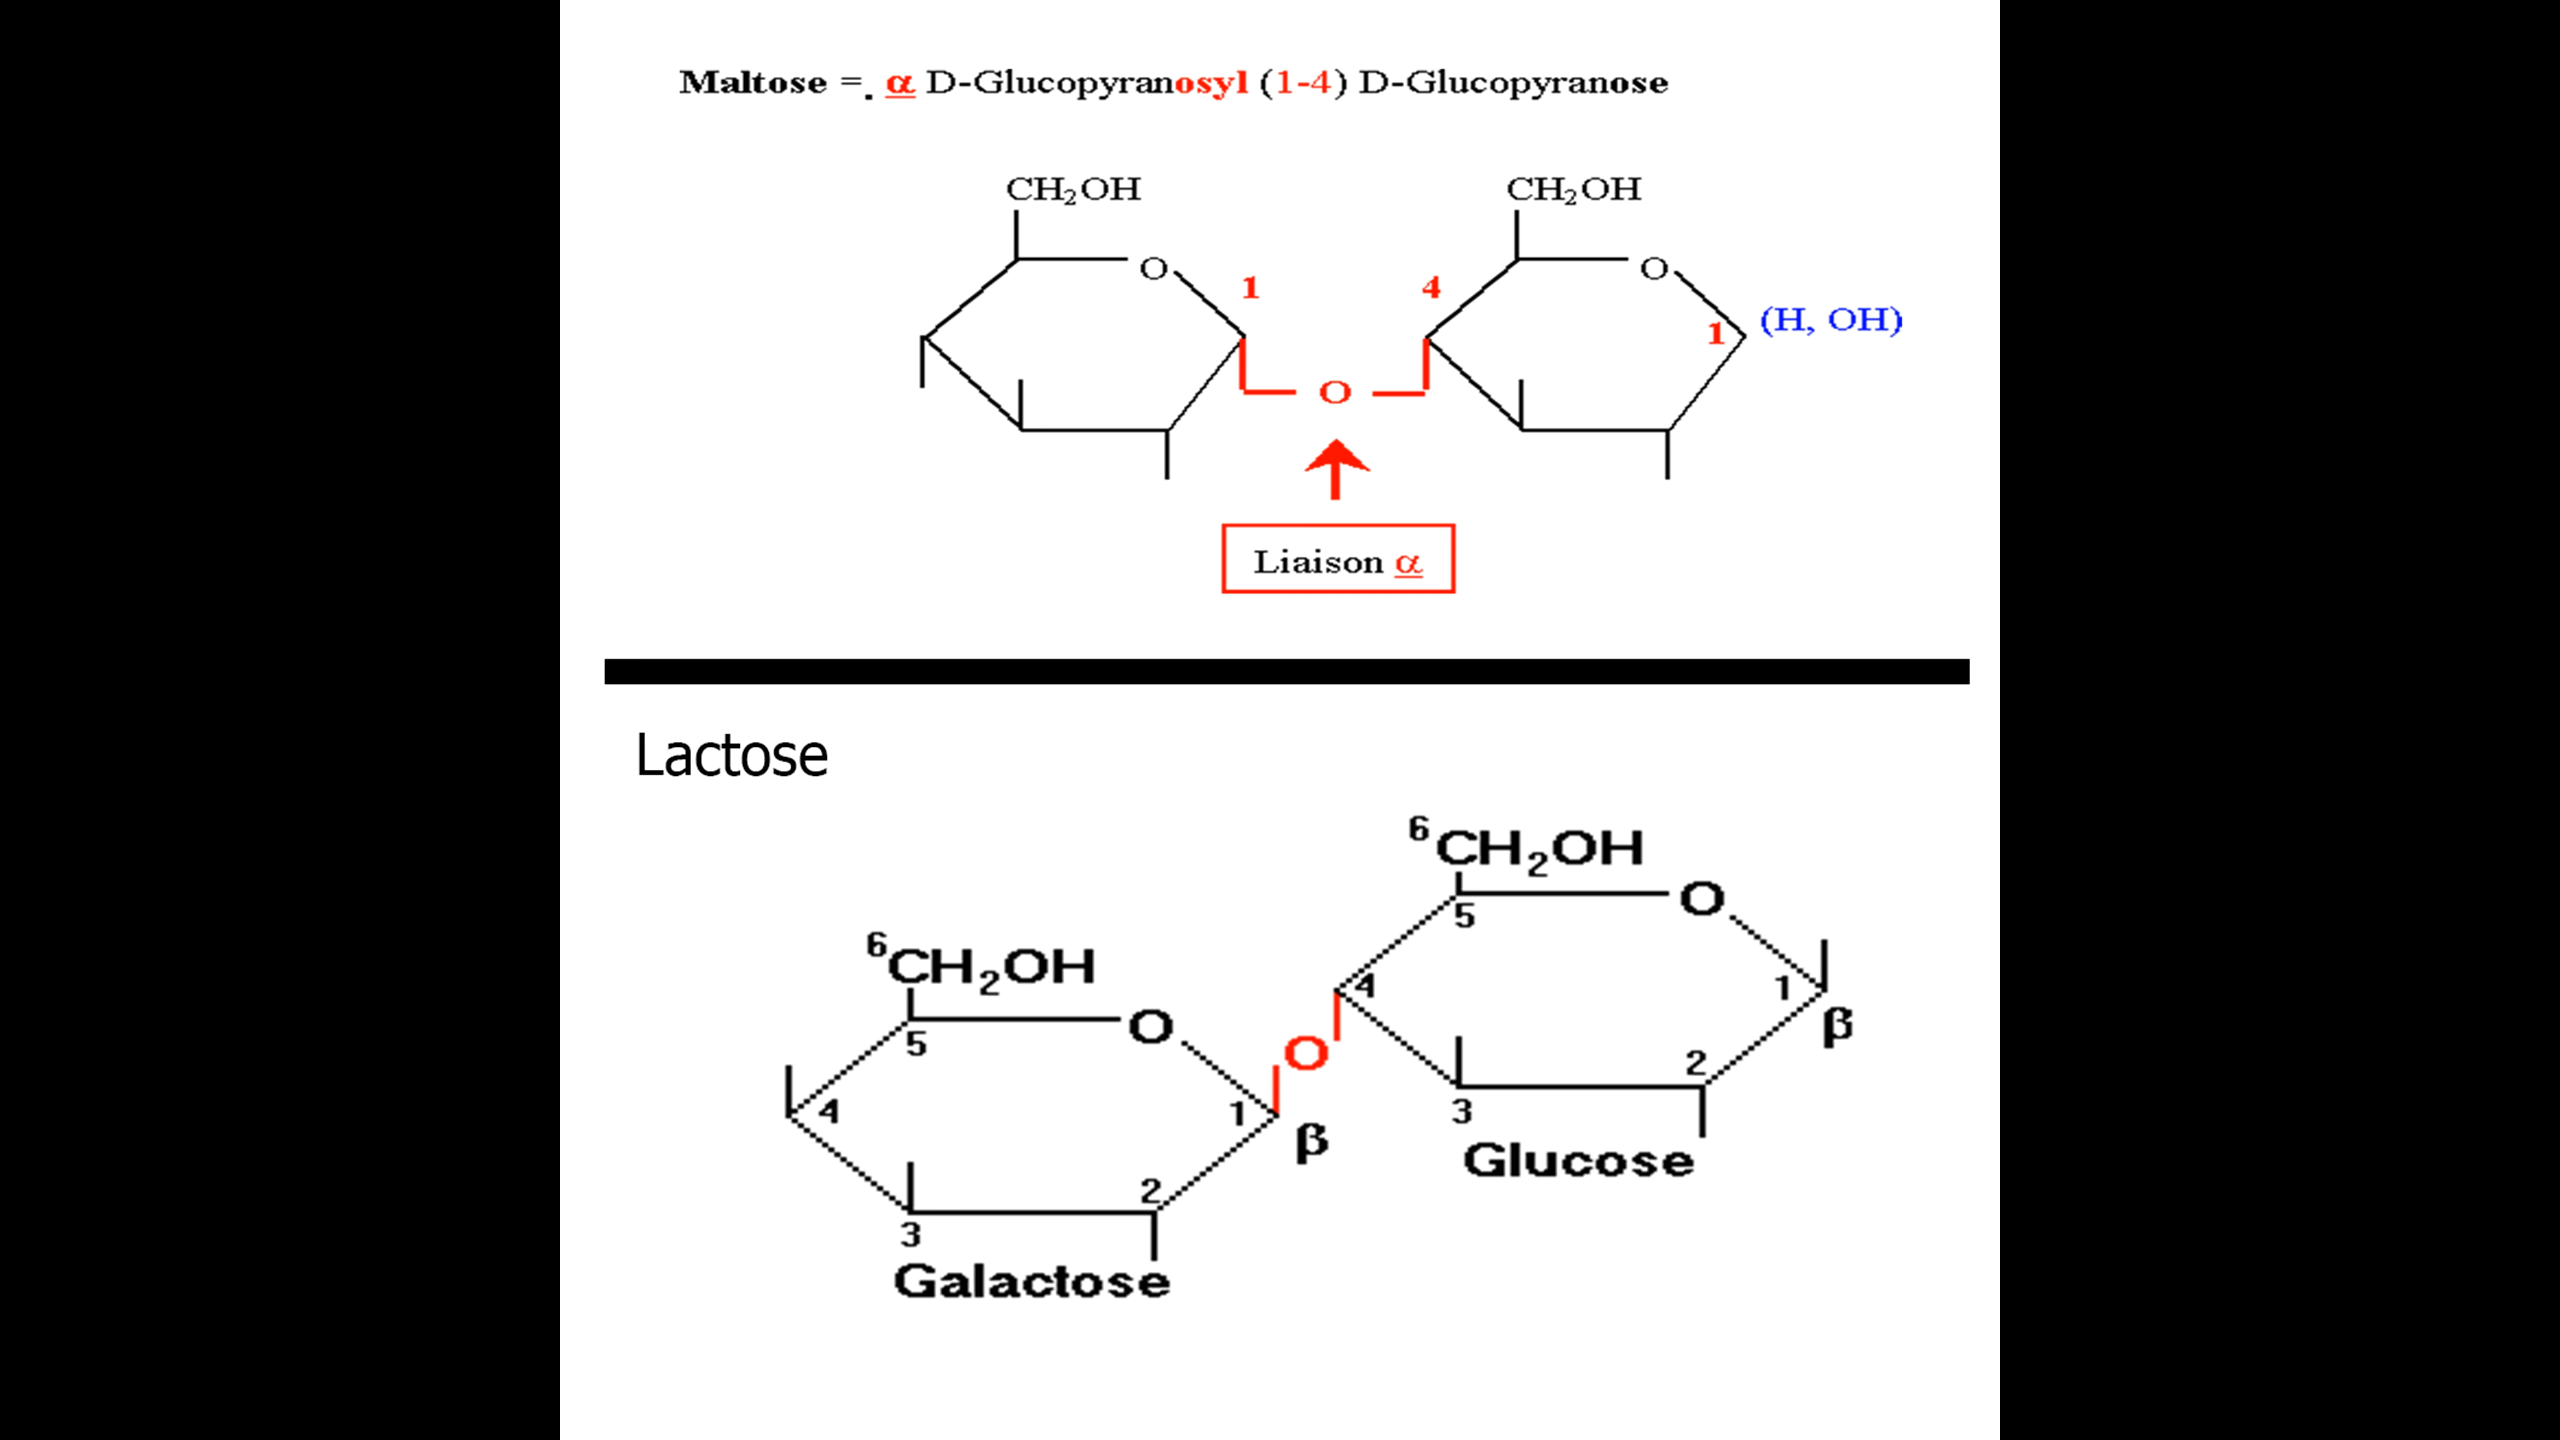 Maltose =. α D-Glucopyranosyl (1-4) D-Glucopyranose
CH₂OH CH₂OH
O O
1 4
1 (H, OH)
O
Liaison α
Lactose
⁶CH₂OH
O
5
⁶CH₂OH
4 1
O
β
5
O
2
4 1
3
β
Glucose
2
3
Galactose